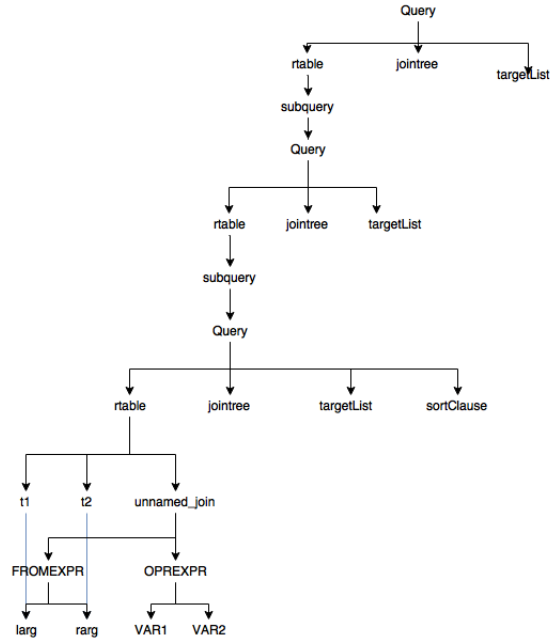 Query
rtable jointree targetList
subquery
Query
rtable jointree targetList
subquery
Query
rtable jointree targetList sortClause
t1 t2 unnamed_join
FROMEXPR OPREXPR
larg rarg VAR1 VAR2